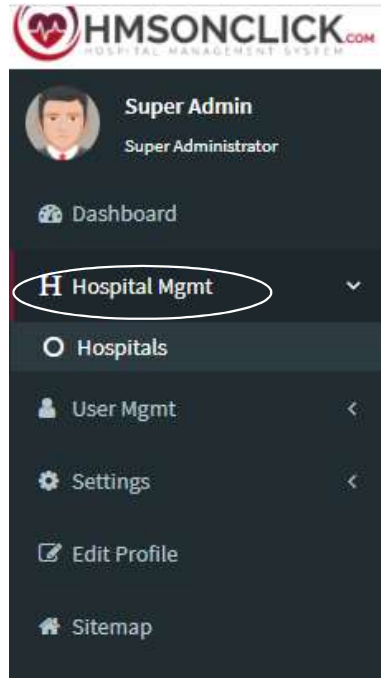 HMSONCLICK.COM
HOSPITAL MANAGEMENT SYSTEM
Super Admin
Super Administrator
Dashboard
H Hospital Mgmt
Hospitals
User Mgmt
Settings
Edit Profile
Sitemap